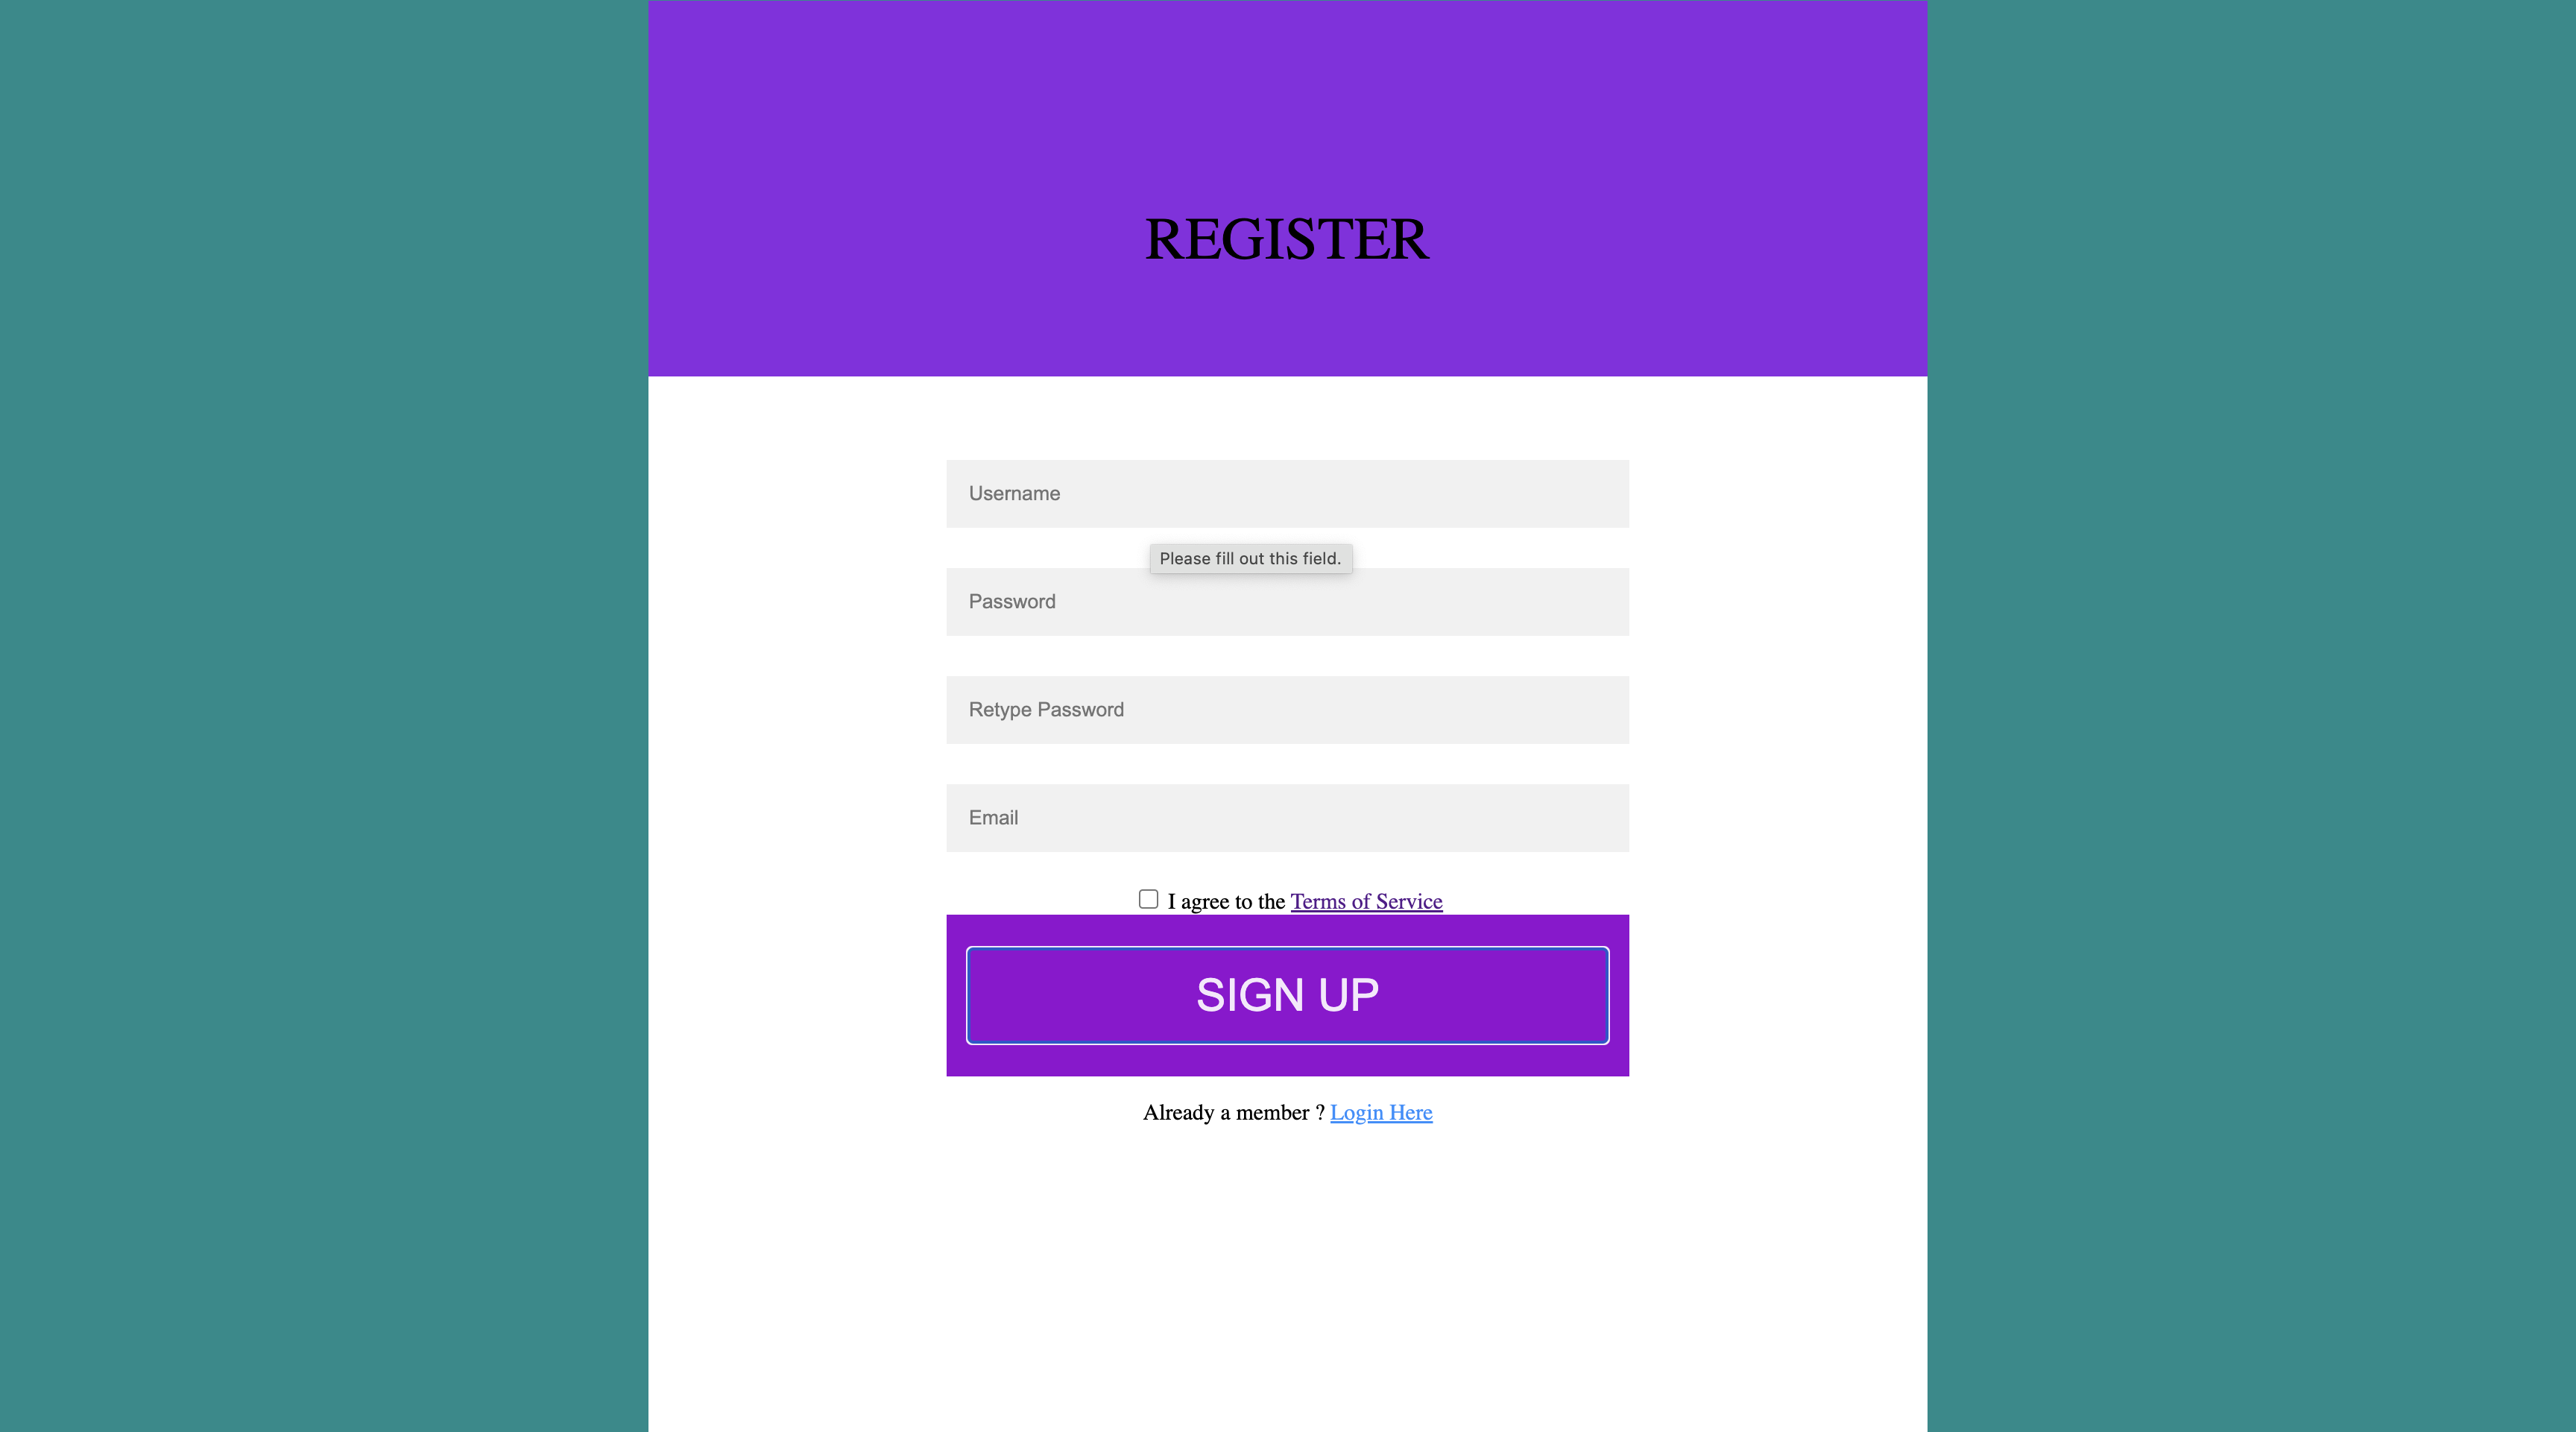 REGISTER
Username
Please fill out this field.
Password
Retype Password
Email
I agree to the Terms of Service
SIGN UP
Already a member ? Login Here